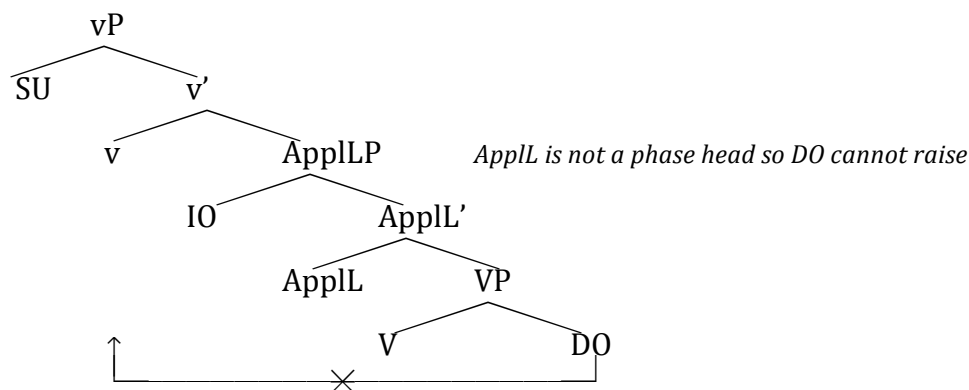 vP
SU v’
v ApplLP ApplL is not a phase head so DO cannot raise
IO ApplL’
ApplL VP
V DO